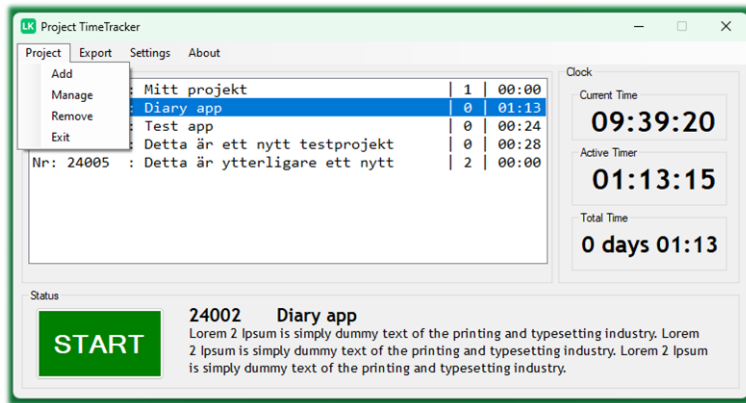 LK Project TimeTracker
Project Export Settings About
Add
Manage
Remove
Exit
: Mitt projekt | 1 | 00:00
: Diary app | 0 | 01:13
: Test app | 0 | 00:24
: Detta är ett nytt testprojekt | 0 | 00:28
Nr: 24005 : Detta är ytterligare ett nytt | 2 | 00:00
Clock
Current Time
09:39:20
Active Timer
01:13:15
Total Time
0 days 01:13
Status
START
24002 Diary app
Lorem 2 Ipsum is simply dummy text of the printing and typesetting industry. Lorem
2 Ipsum is simply dummy text of the printing and typesetting industry. Lorem 2 Ipsum
is simply dummy text of the printing and typesetting industry.